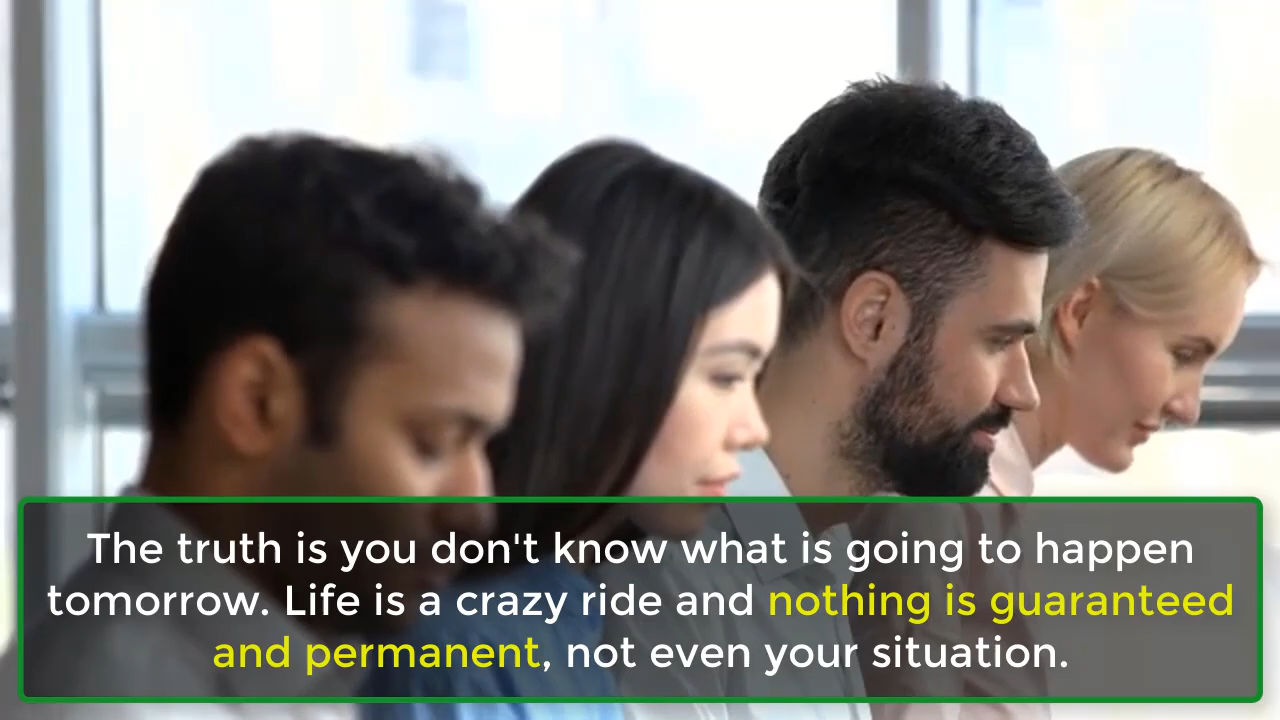 The truth is you don't know what is going to happen
tomorrow. Life is a crazy ride and nothing is guaranteed
and permanent, not even your situation.